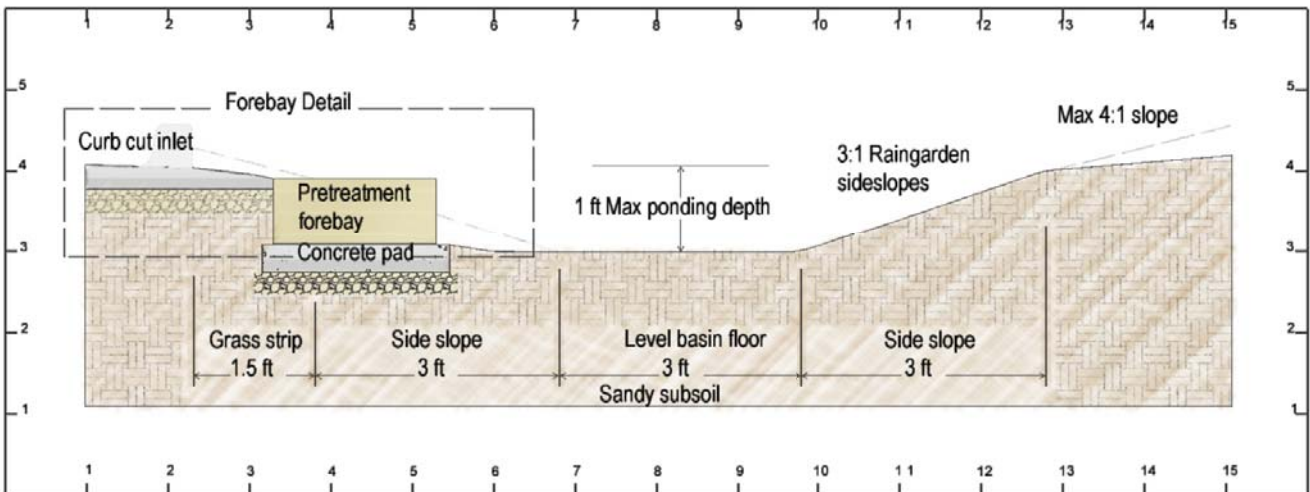 1 2 3 4 5 6 7 8 9 10 11 12 13 14 15
5 5
Forebay Detail
Max 4:1 slope
Curb cut inlet
4 4
3:1 Raingarden
sideslopes
Pretreatment
forebay
1 ft Max ponding depth
Concrete pad
3 3
2 2
Grass strip
1.5 ft
Side slope
3 ft
Level basin floor
3 ft
Side slope
3 ft
Sandy subsoil
1 1
1 2 3 4 5 6 7 8 9 10 11 12 13 14 15